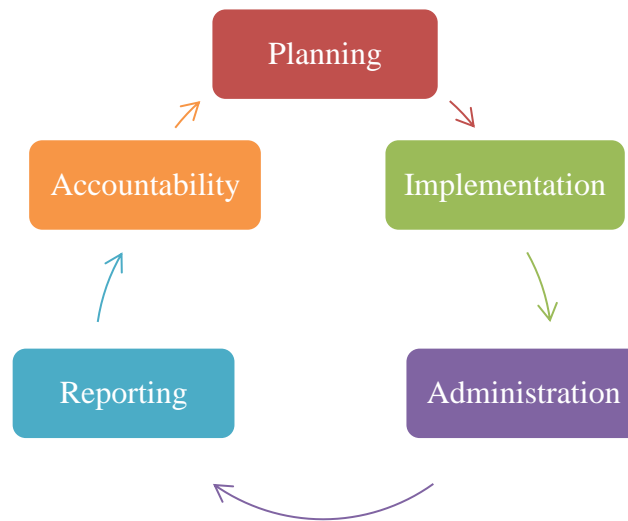 Planning
Implementation
Administration
Reporting
Accountability